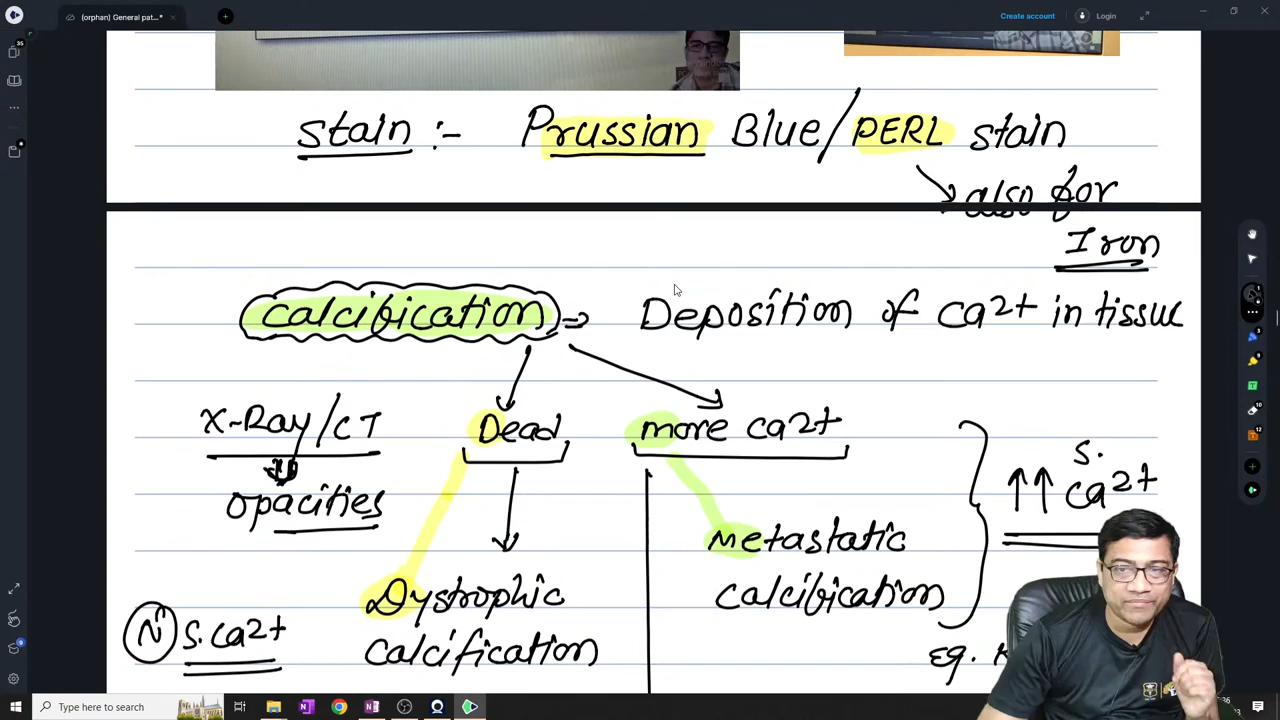 (orphan) General pat...*
Create account
Login
35
stain :- Prussian Blue/PERL stain
also for
Iron
calcification => Deposition of ca2+ in tissue
X-Ray/CT
Dead
more ca2+
opacities
S.
↑↑ ca2+
Metastatic
calcification
Dystrophic
calcification
N S. ca2+
eg.
Type here to search